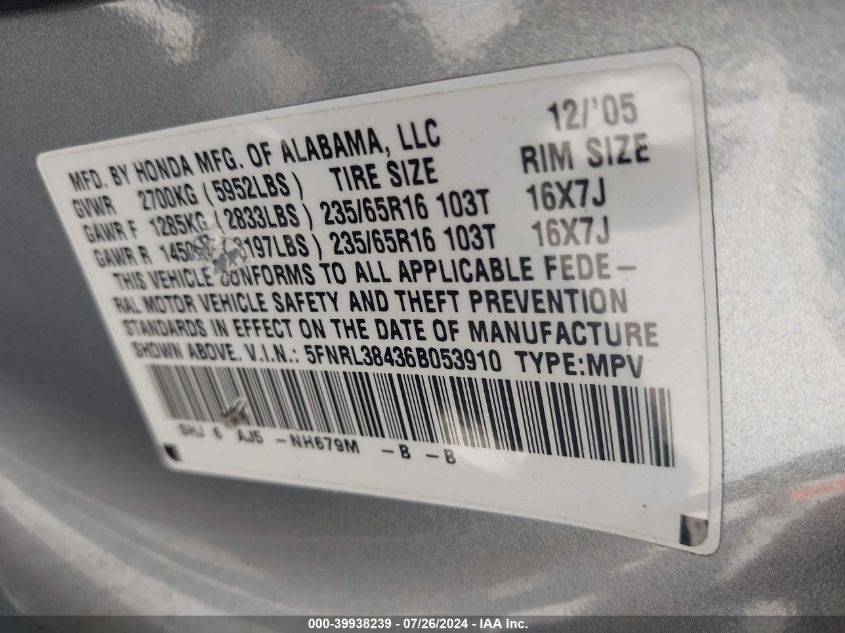 MFD. BY HONDA MFG. OF ALABAMA, LLC 12/'05
GVWR 2700KG (5952LBS) TIRE SIZE RIM SIZE
GAWR F 1285KG (2833LBS) 235/65R16 103T 16X7J
GAWR R (3197LBS) 235/65R16 103T 16X7J
THIS VEHICLE CONFORMS TO ALL APPLICABLE FEDE-
RAL MOTOR VEHICLE SAFETY AND THEFT PREVENTION
STANDARDS IN EFFECT ON THE DATE OF MANUFACTURE
SHOWN ABOVE. V.I.N.: 5FNRL38436B053910 TYPE:MPV
SHJ 6 AJ5 -NH679M -B -B
000-39938239 - 07/26/2024 - IAA Inc.